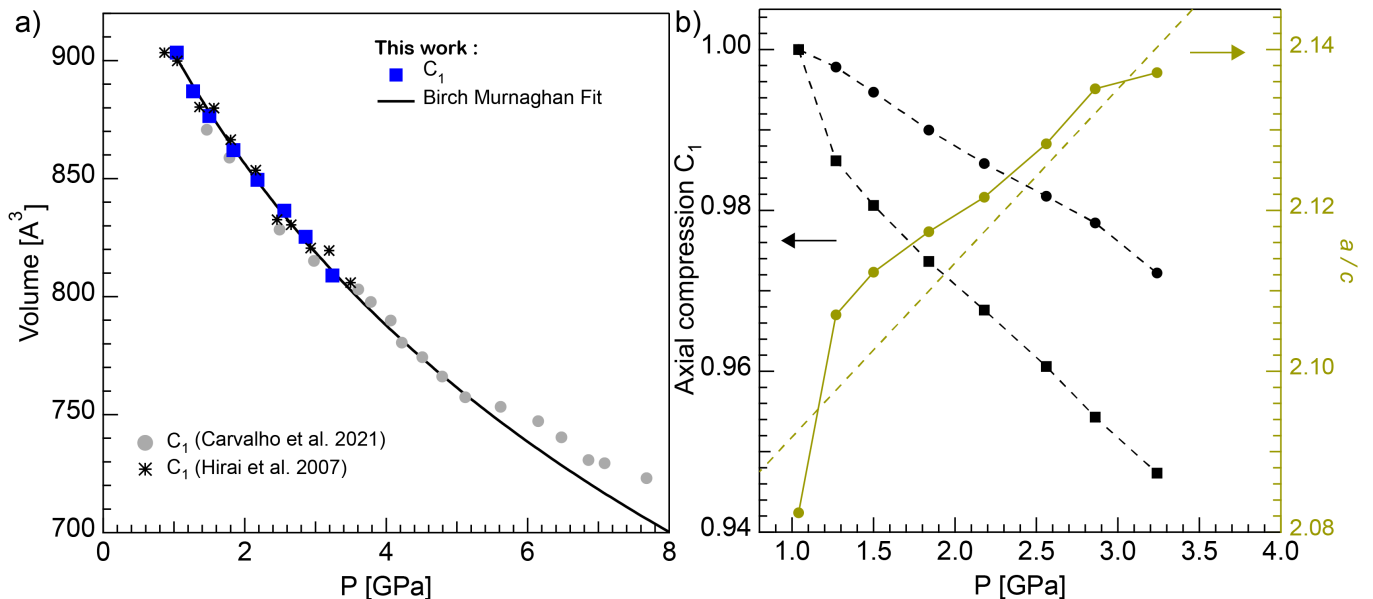 a)
Volume [A³]
900
850
800
750
700
0
2
4
6
8
P [GPa]
This work :
C₁
Birch Murnaghan Fit
C₁ (Carvalho et al. 2021)
C₁ (Hirai et al. 2007)
b)
Axial compression C₁
1.00
0.98
0.96
0.94
1.0
1.5
2.0
2.5
3.0
3.5
4.0
P [GPa]
2.14
2.12
2.10
2.08
a / c